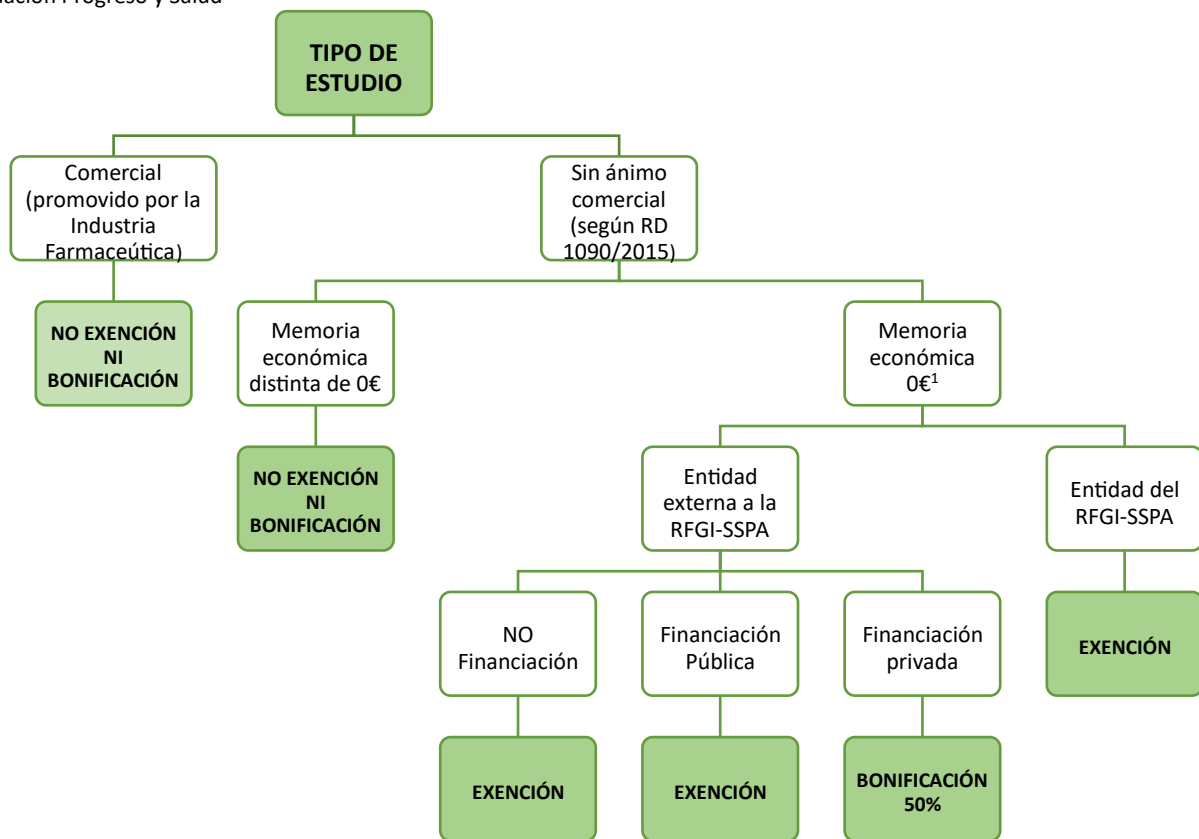 Progreso y Salud
TIPO DE
ESTUDIO
Comercial
(promovido por la
Industria
Farmaceútica)
Sin ánimo
comercial
(según RD
1090/2015)
NO EXENCIÓN
NI
BONIFICACIÓN
Memoria
económica
distinta de 0€
Memoria
económica
0€¹
NO EXENCIÓN
NI
BONIFICACIÓN
Entidad
externa a la
RFGI-SSPA
Entidad del
RFGI-SSPA
NO
Financiación
Financiación
Pública
Financiación
privada
EXENCIÓN
EXENCIÓN
EXENCIÓN
BONIFICACIÓN
50%